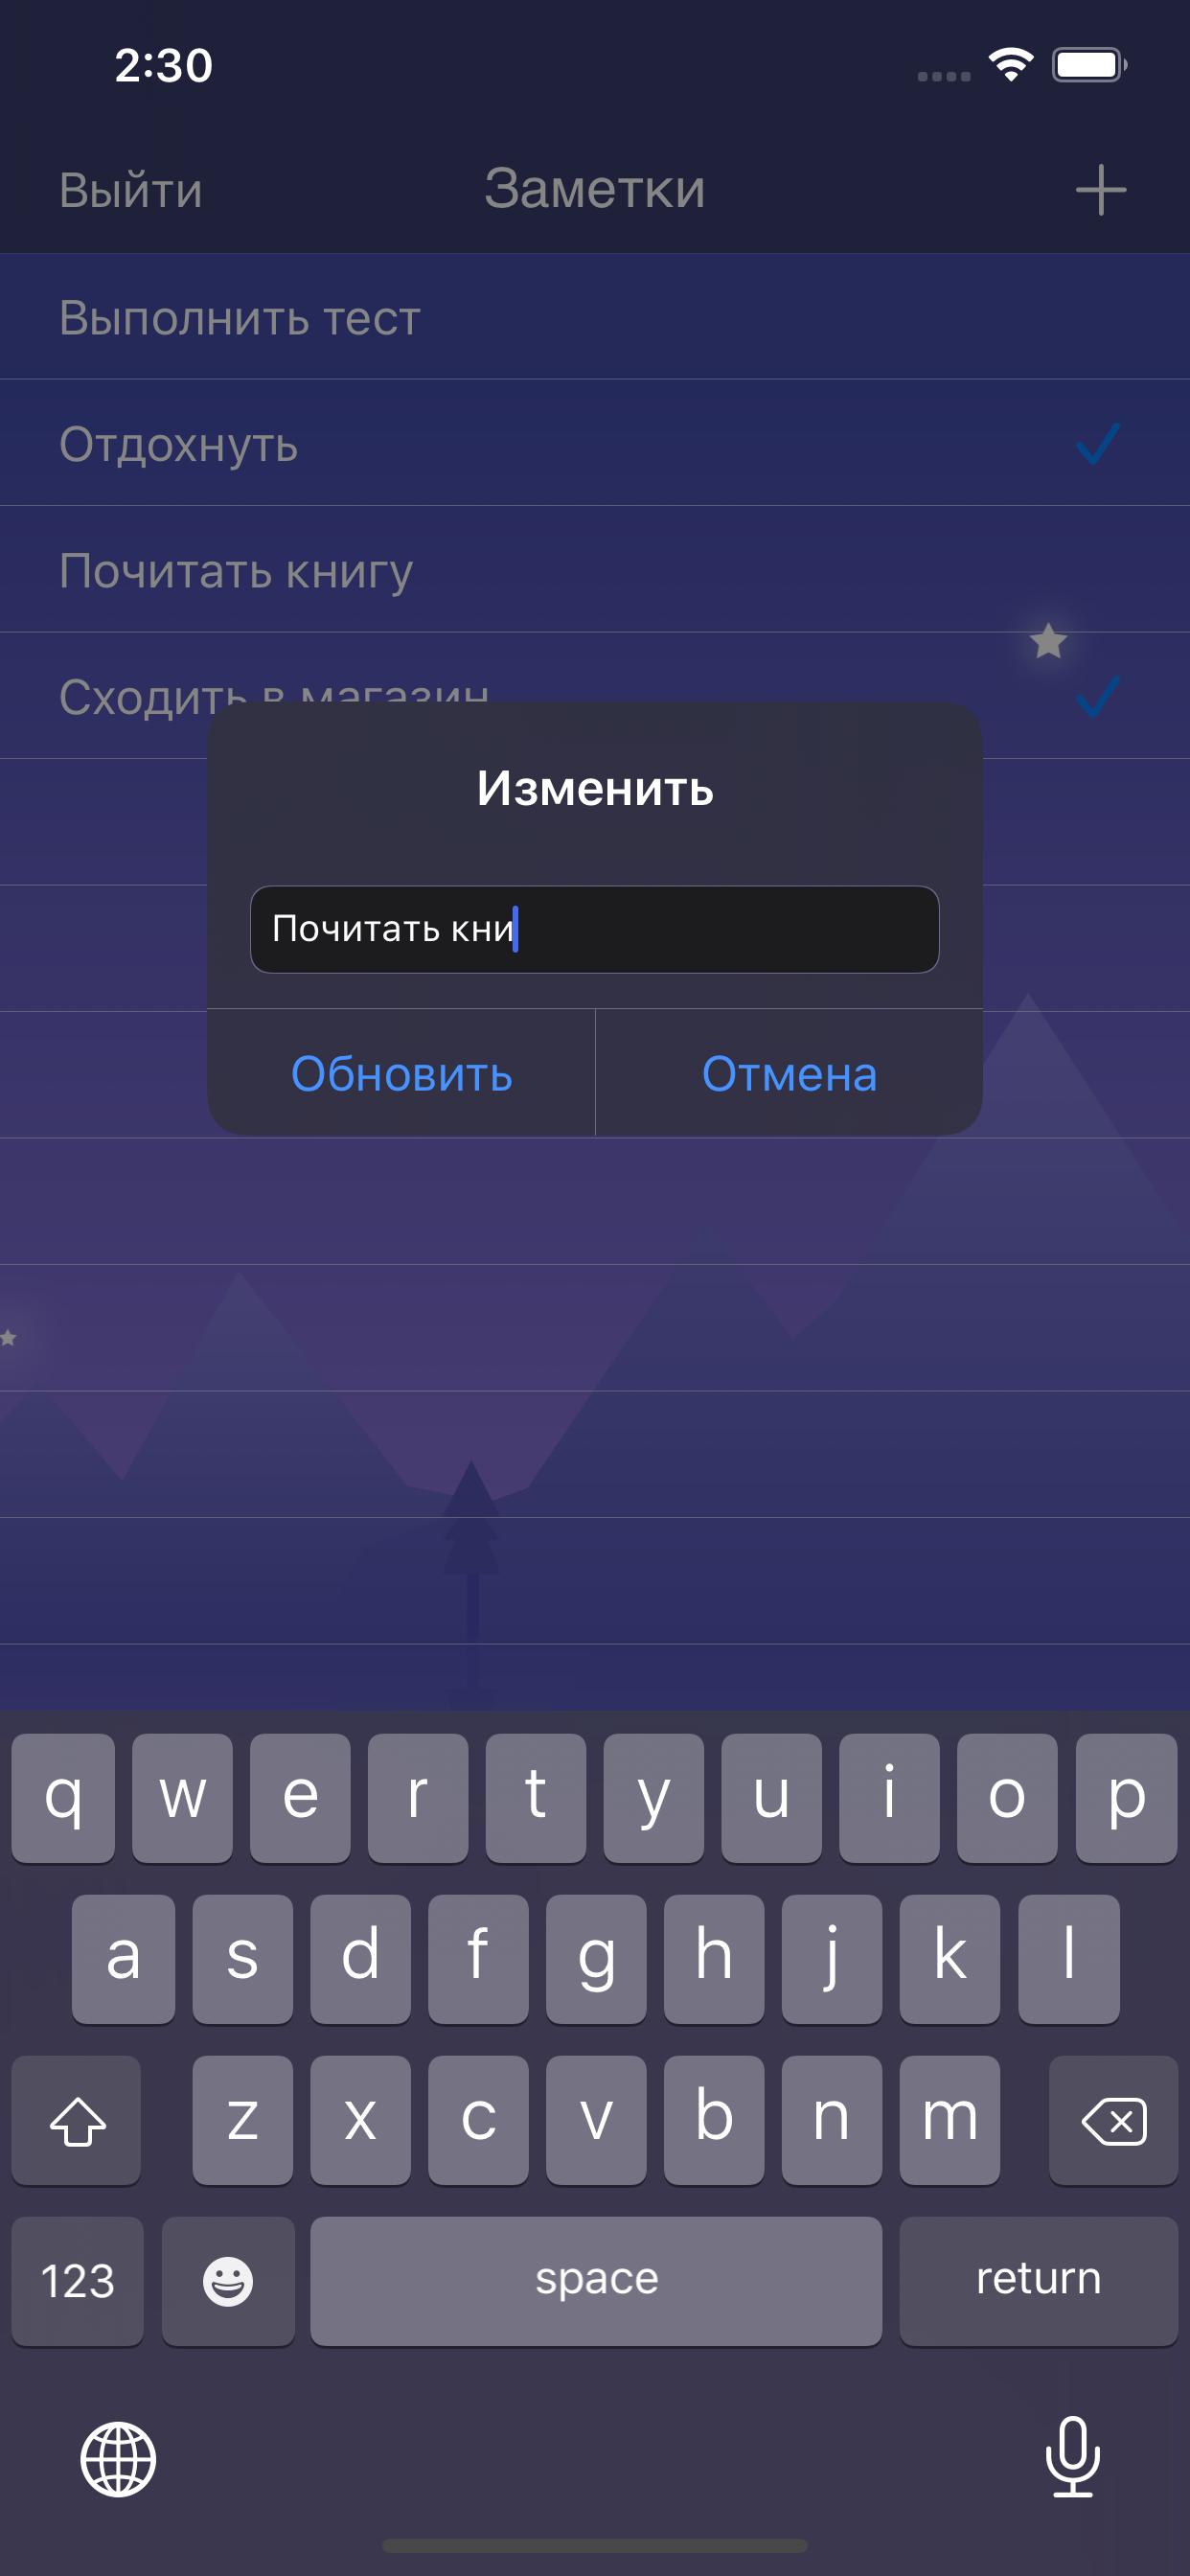 2:30
Выйти
Заметки
Выполнить тест
Отдохнуть
Почитать книгу
Сходить в магазин
Изменить
Почитать кни
Обновить
Отмена
q w e r t y u i o p
a s d f g h j k l
z x c v b n m
123
space
return